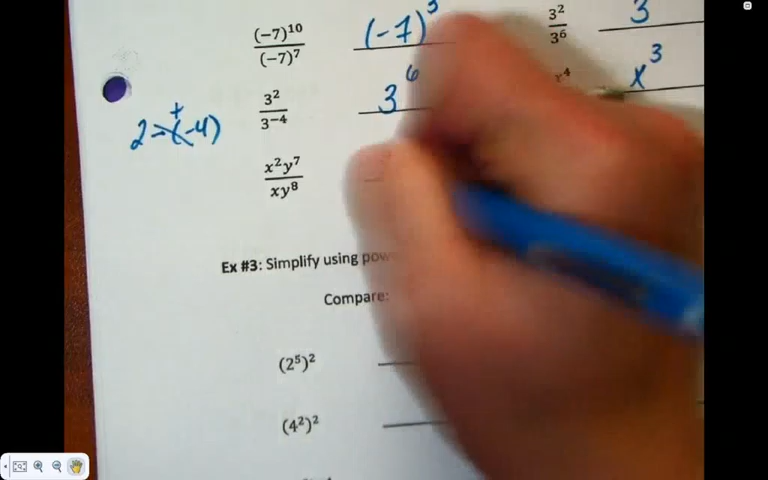 (-7)¹⁰/(-7)⁷ (-7)³ 3²/3⁶ 3
3²/3⁻⁴ 3⁶ x⁴ x³
2-(-4) +
x²y⁷/xy⁸
Ex #3: Simplify using
Compare:
(2⁵)²
(4²)²